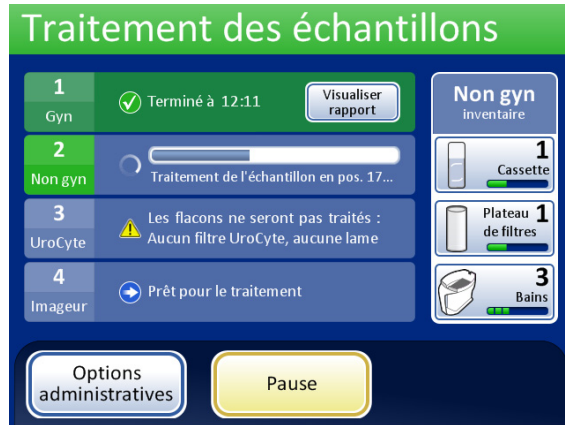 Traitement des échantillons
1
Gyn
Terminé à 12:11
Visualiser
rapport
2
Non gyn
Traitement de l'échantillon en pos. 17...
3
UroCyte
Les flacons ne seront pas traités :
Aucun filtre UroCyte, aucune lame
4
Imageur
Prêt pour le traitement
Non gyn
inventaire
1
Cassette
Plateau 1
de filtres
3
Bains
Options
administratives
Pause